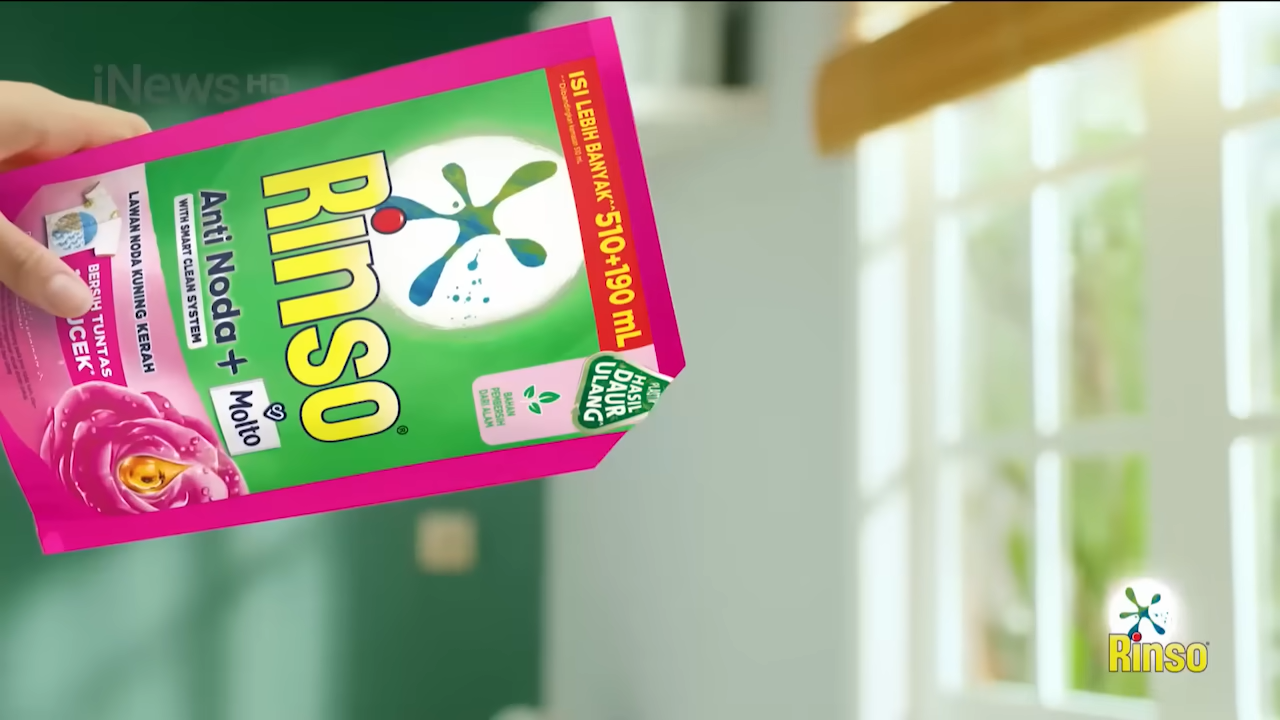 iNews HD
ISI LEBIH BANYAK^^ 510+190 mL
Rinso
Anti Noda +
Molto
WITH SMART CLEAN SYSTEM
LAWAN NODA KUNING KERAH
BERSIH TUNTAS
HASIL
DAUR
ULANG
BAHAN
PEMBERSIH
DARI ALAM
Rinso